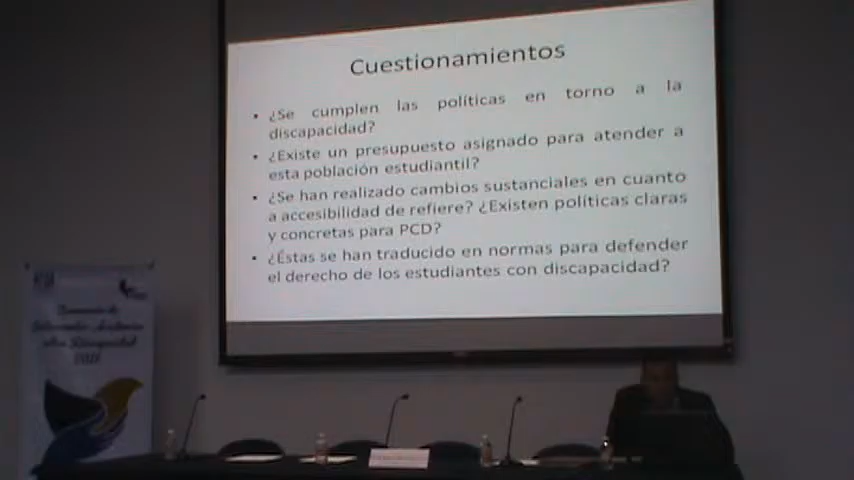 Cuestionamientos
• ¿Se cumplen las políticas en torno a la
discapacidad?
• ¿Existe un presupuesto asignado para atender a
esta población estudiantil?
• ¿Se han realizado cambios sustanciales en cuanto
a accesibilidad de refiere? ¿Existen políticas claras
y concretas para PCD?
• ¿Éstas se han traducido en normas para defender
el derecho de los estudiantes con discapacidad?